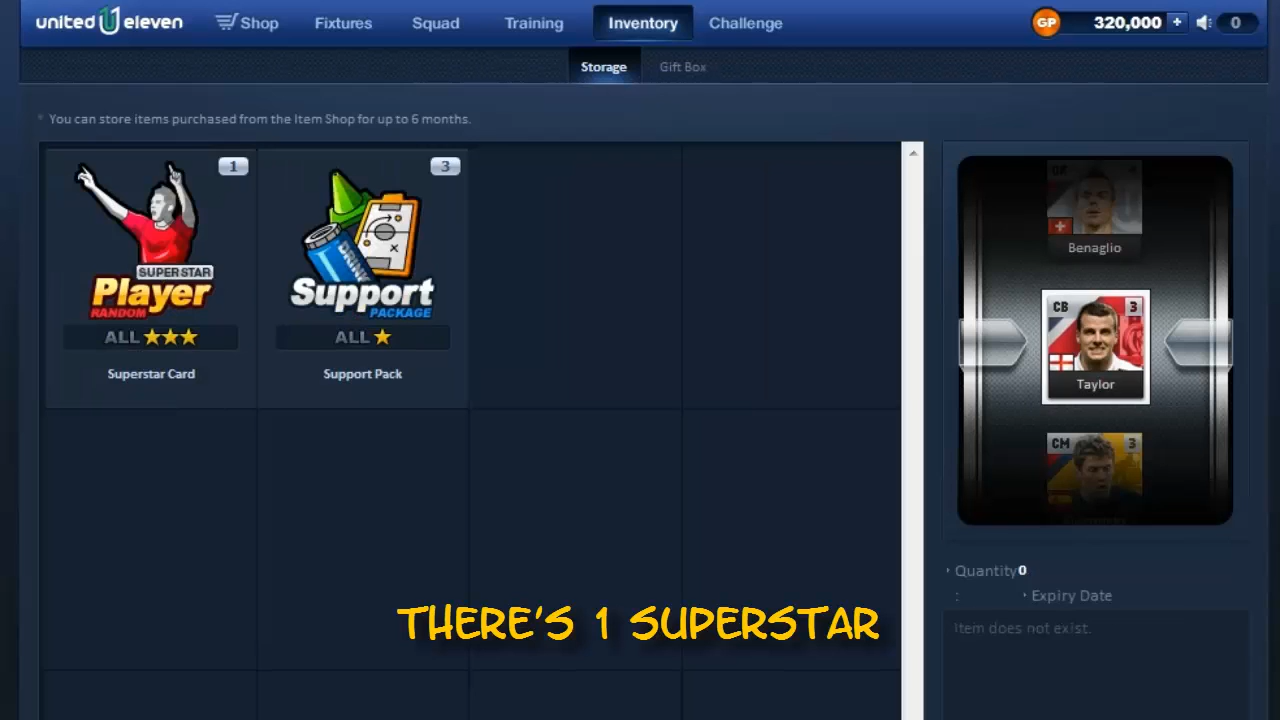 united eleven
Shop
Fixtures
Squad
Training
Inventory
Challenge
GP
320,000
+
0
Storage
Gift Box
* You can store items purchased from the Item Shop for up to 6 months.
1
SUPERSTAR
Player
RANDOM
ALL
Superstar Card
3
DRINK
Support
PACKAGE
ALL
Support Pack
Benaglio
CB
3
Taylor
CM
3
Quantity 0
: Expiry Date
Item does not exist.
THERE'S 1 SUPERSTAR